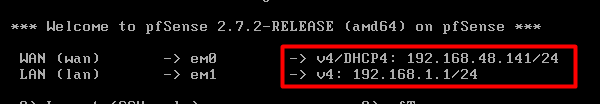 *** Welcome to pfSense 2.7.2-RELEASE (amd64) on pfSense ***
WAN (wan) -> em0 -> v4/DHCP4: 192.168.48.141/24
LAN (lan) -> em1 -> v4: 192.168.1.1/24